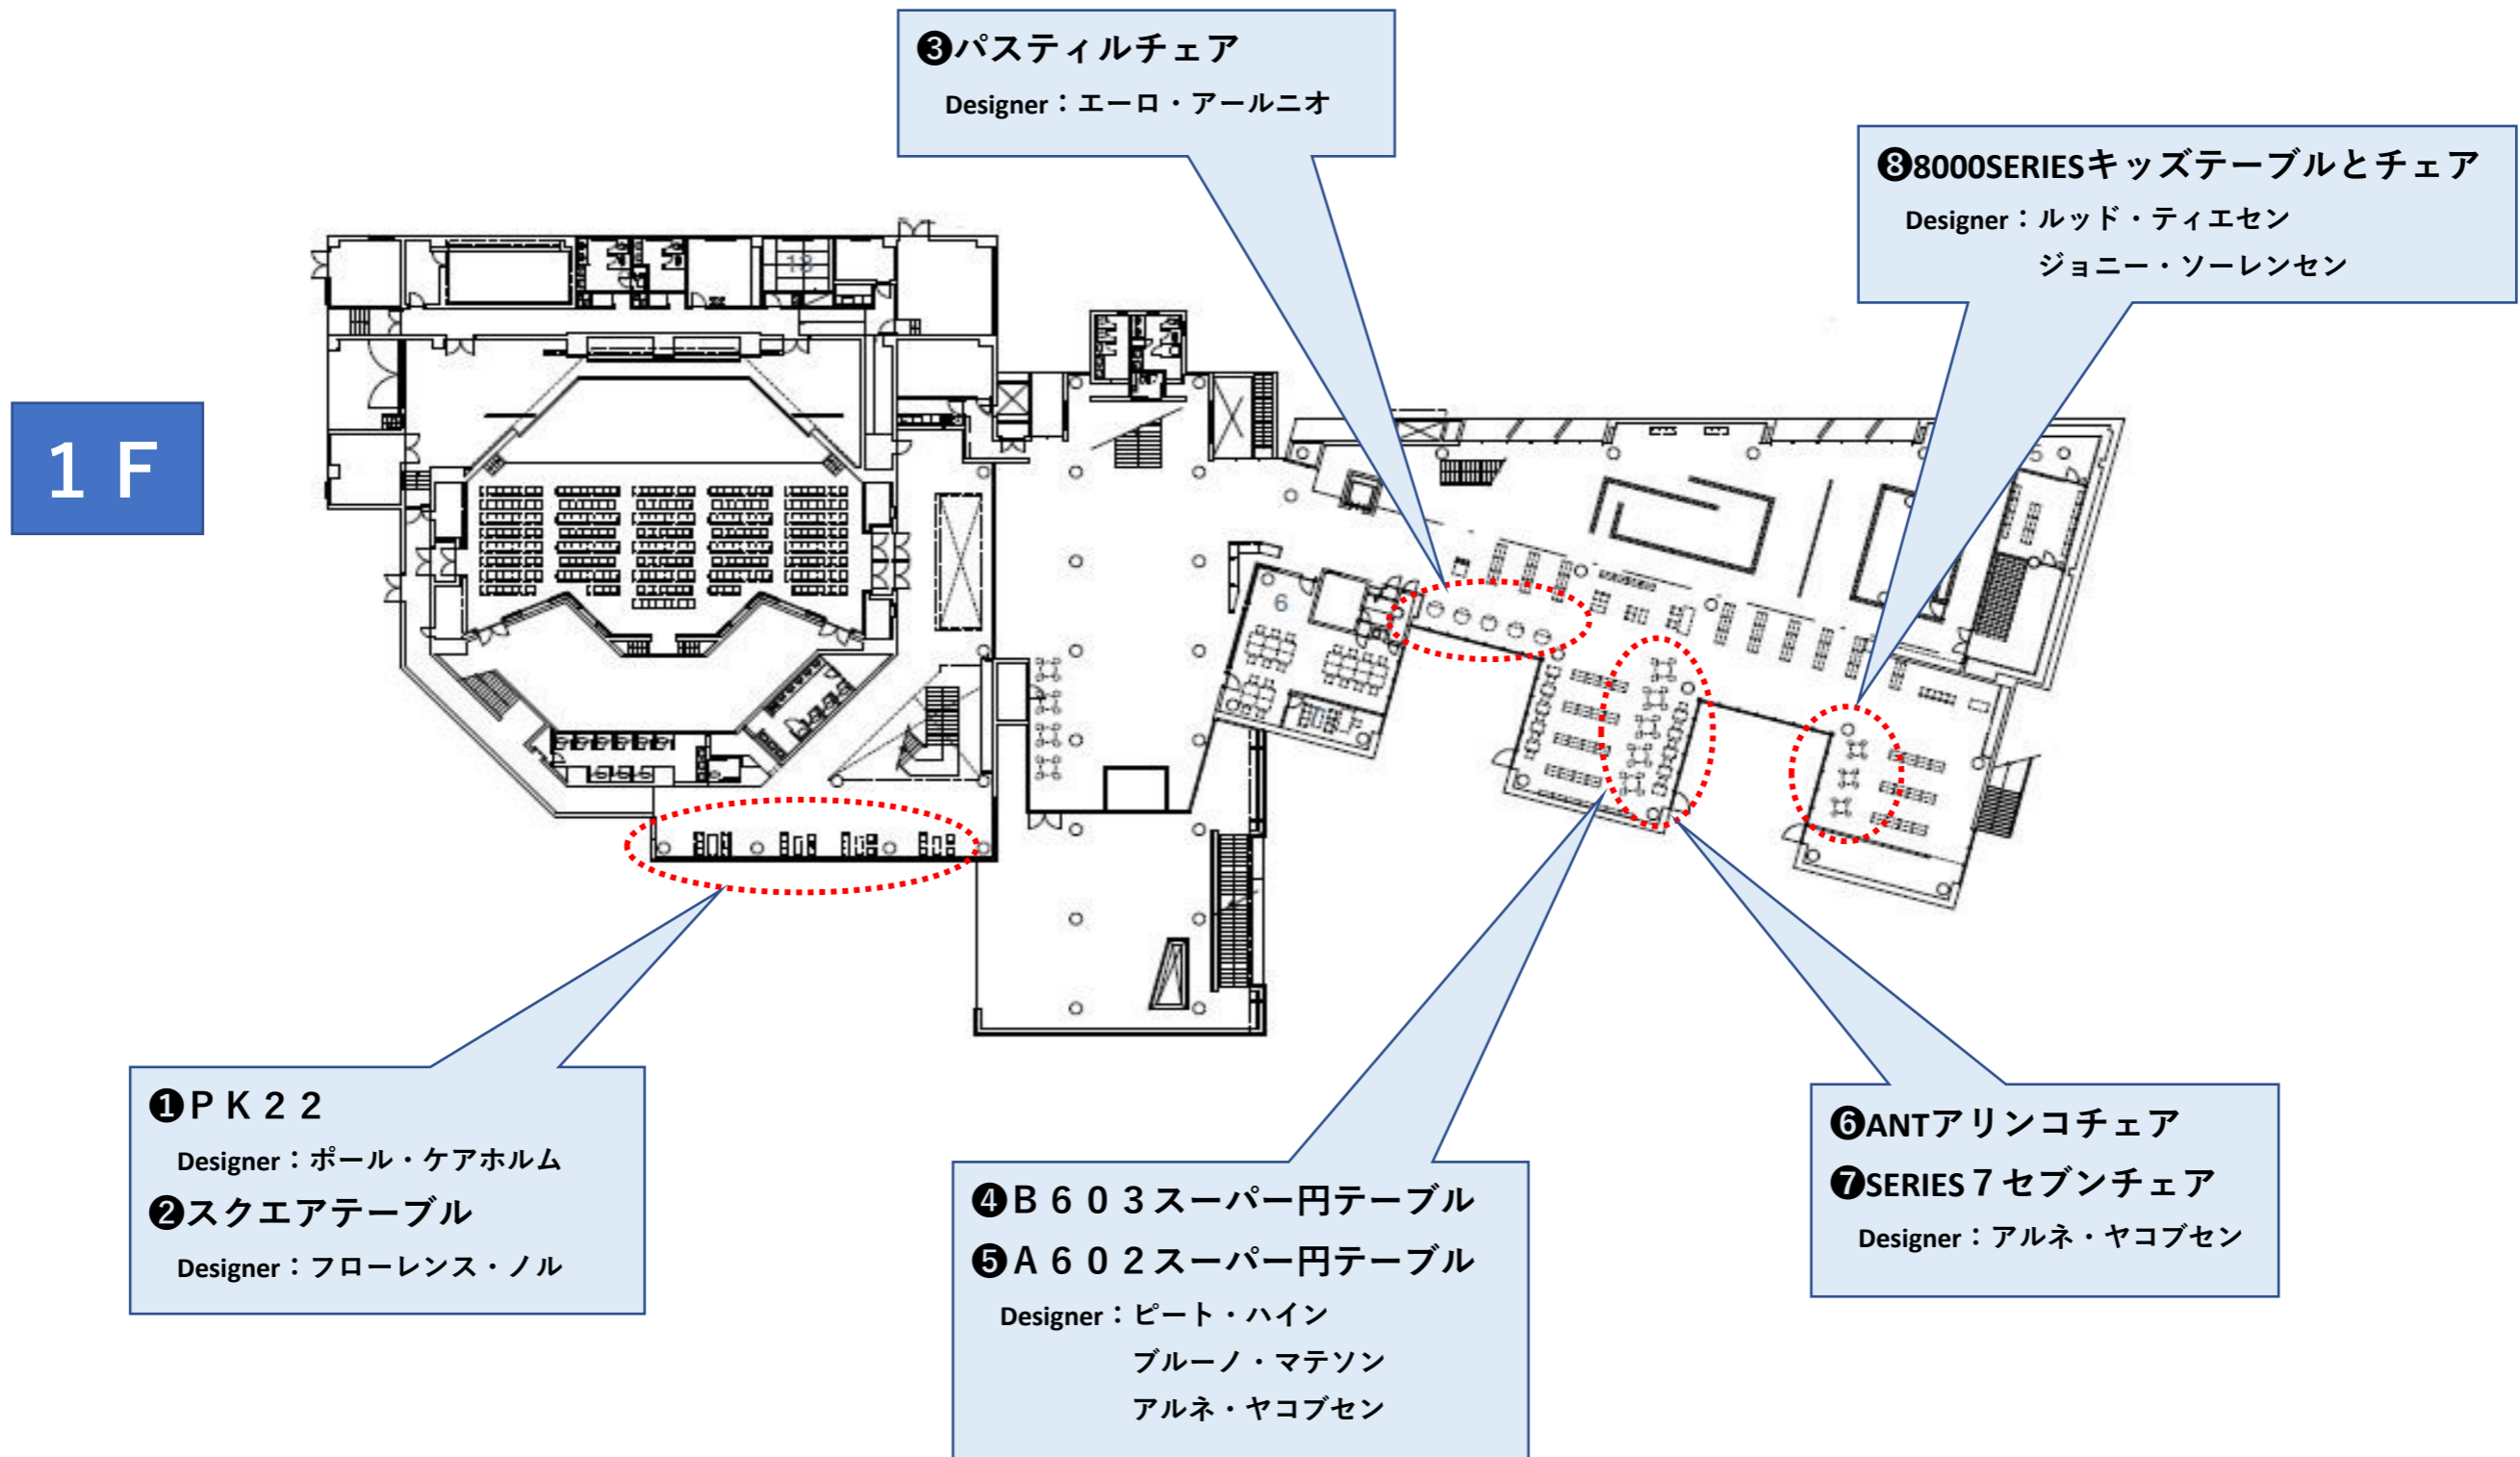 ❸パスティルチェア
Designer：エーロ・アールニオ
❽8000SERIESキッズテーブルとチェア
Designer：ルッド・ティエセン
ジョニー・ソーレンセン
13
１Ｆ
5
6
❶ＰＫ２２
Designer：ポール・ケアホルム
❷スクエアテーブル
Designer：フローレンス・ノル
❹Ｂ６０３スーパー円テーブル
❺Ａ６０２スーパー円テーブル
Designer：ピート・ハイン
ブルーノ・マテソン
アルネ・ヤコブセン
❻ANTアリンコチェア
❼SERIES７セブンチェア
Designer：アルネ・ヤコブセン